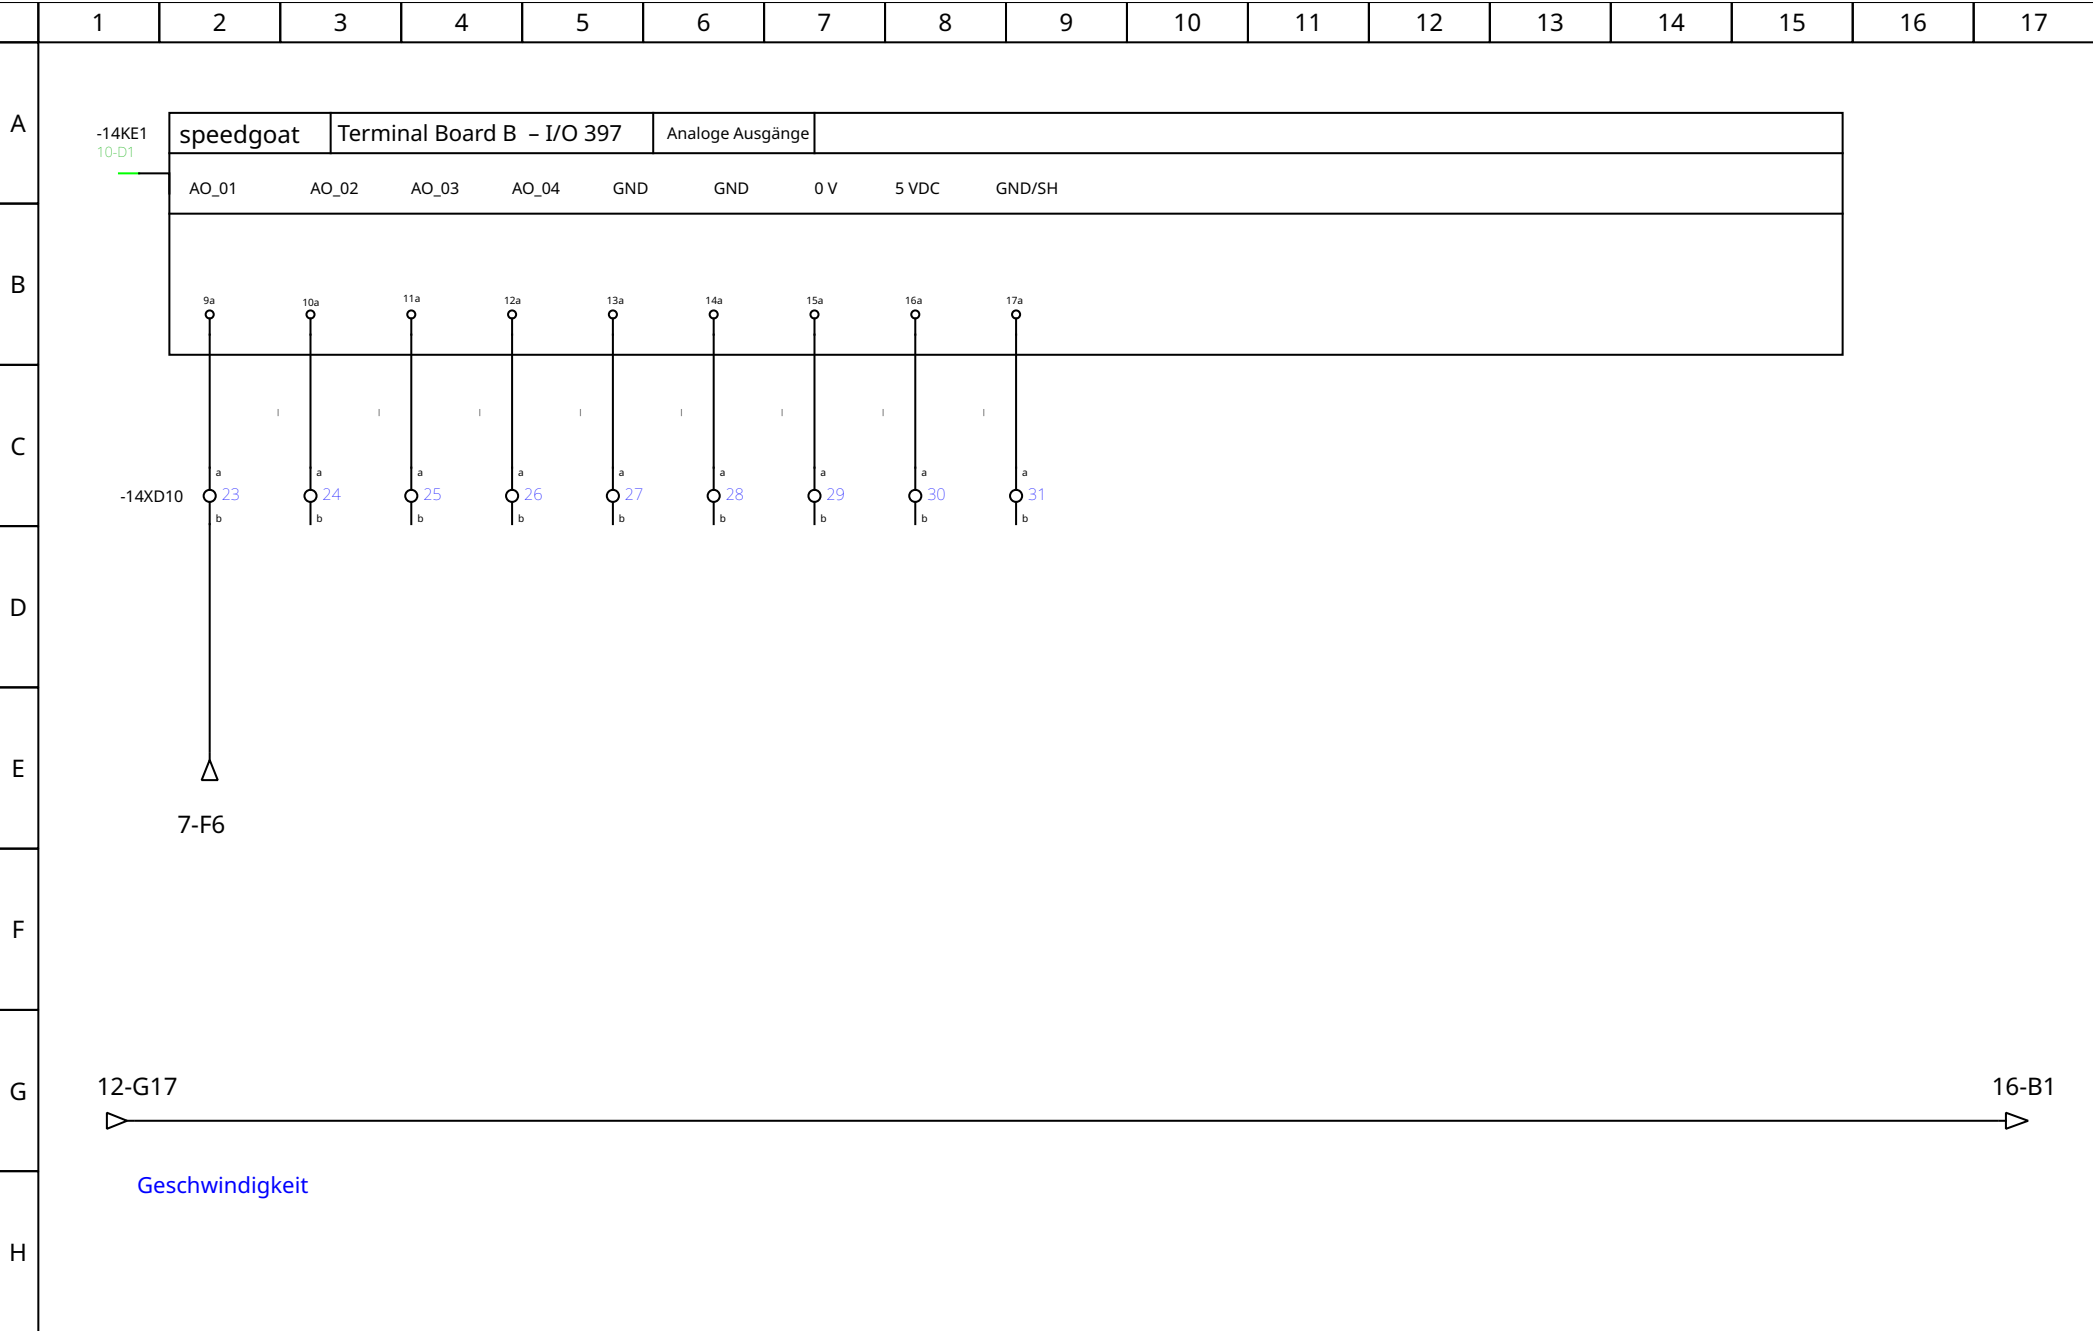 1 2 3 4 5 6 7 8 9 10 11 12 13 14 15 16 17
A
-14KE1 speedgoat Terminal Board B – I/O 397 Analoge Ausgänge
10-D1
AO_01 AO_02 AO_03 AO_04 GND GND 0 V 5 VDC GND/SH
B
9a 10a 11a 12a 13a 14a 15a 16a 17a
C
a a a a a a a a a
-14XD10 23 24 25 26 27 28 29 30 31
b b b b b b b b b
D
E
7-F6
F
12-G17 16-B1
G
Geschwindigkeit
H